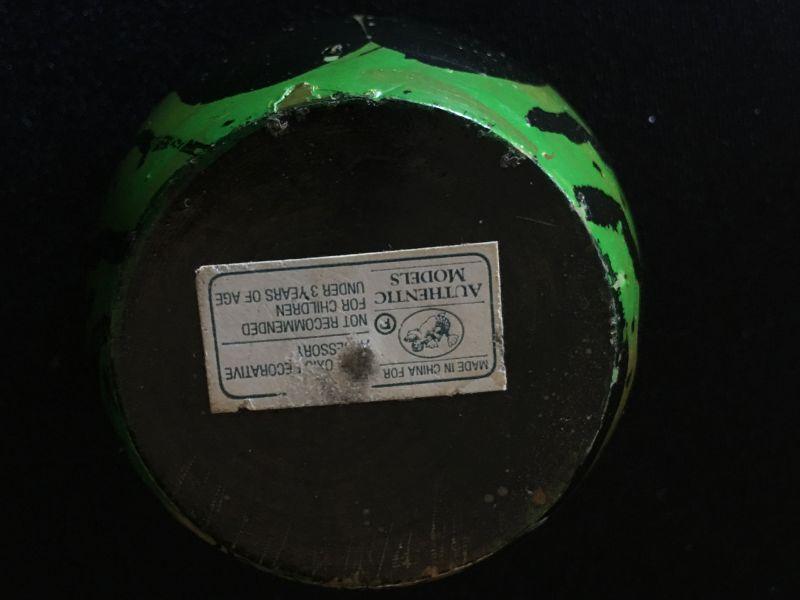 MADE IN CHINA FOR
AUTHENTIC
MODELS
DECORATIVE
NOT RECOMMENDED
FOR CHILDREN
UNDER 3 YEARS OF AGE